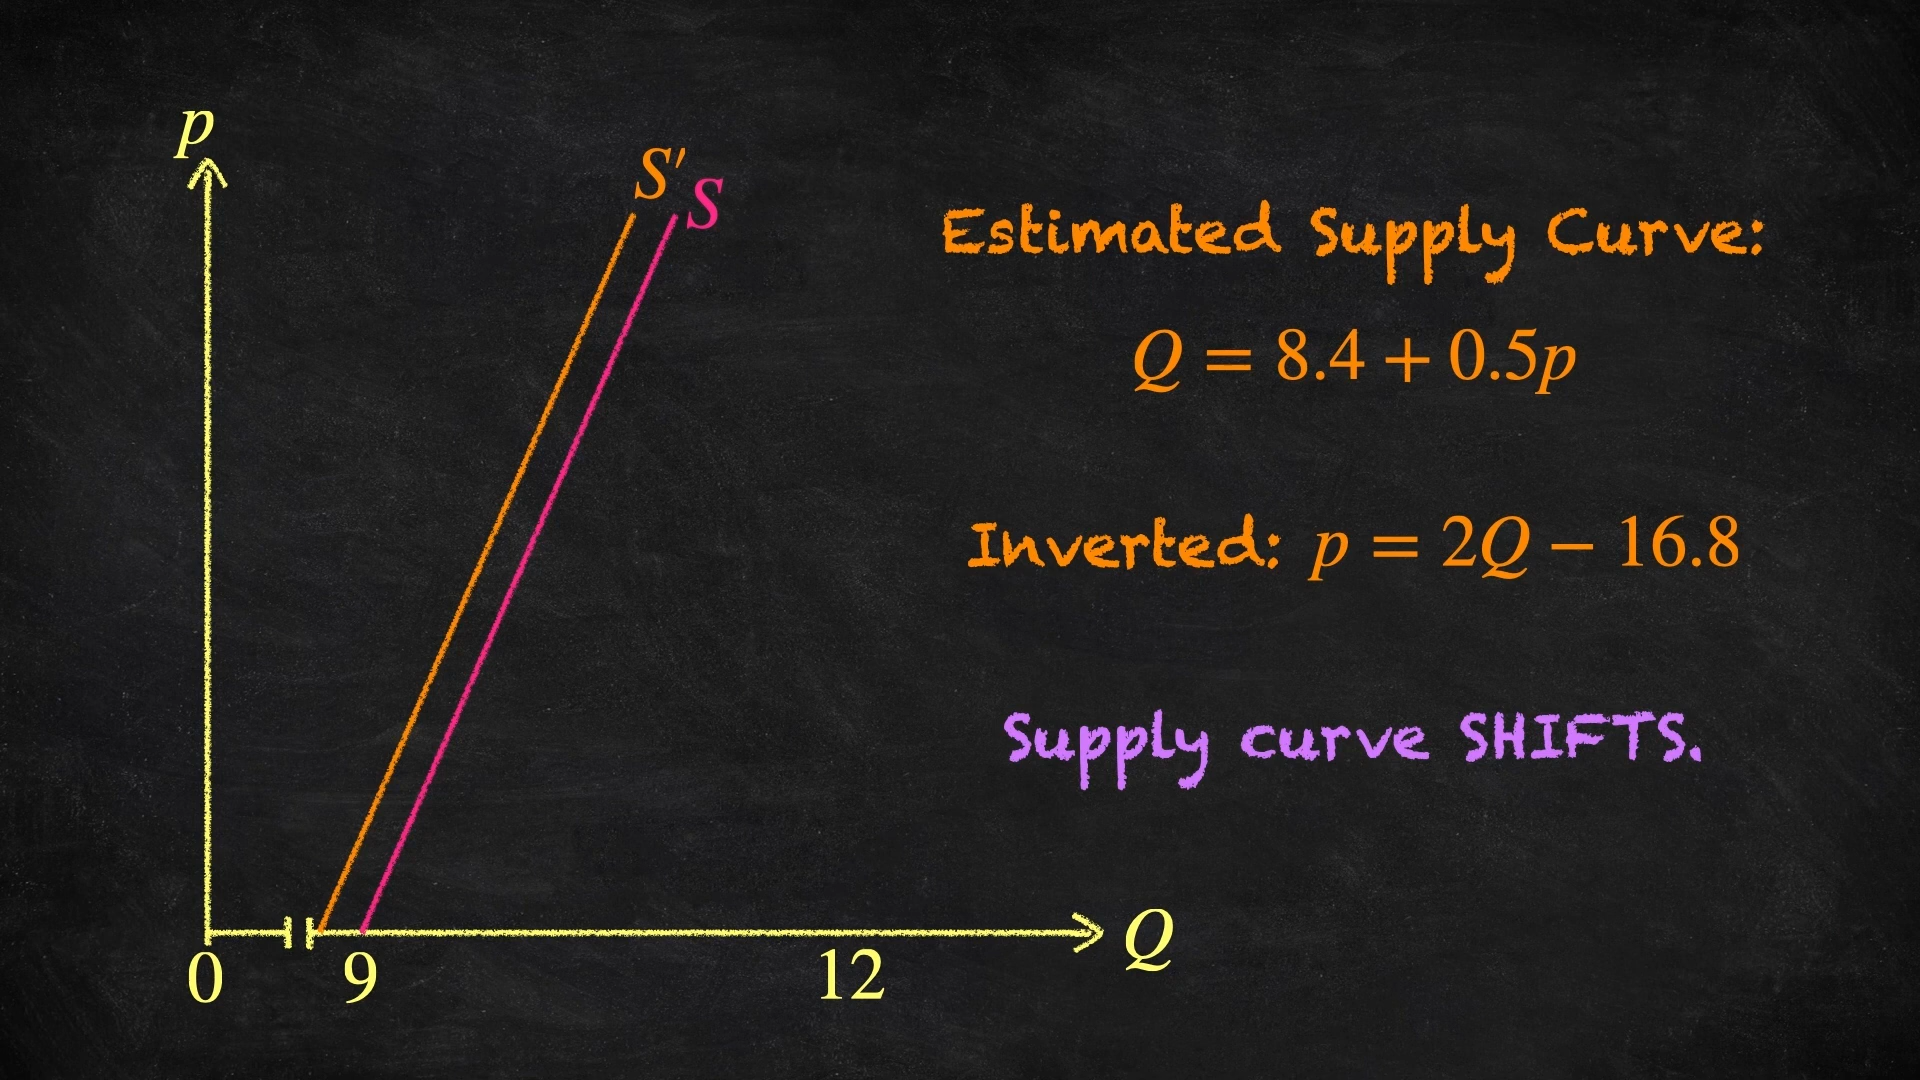 p
S′
S
Estimated Supply Curve:
Q = 8.4 + 0.5p
Inverted: p = 2Q − 16.8
Supply curve SHIFTS.
Q
0 9 12